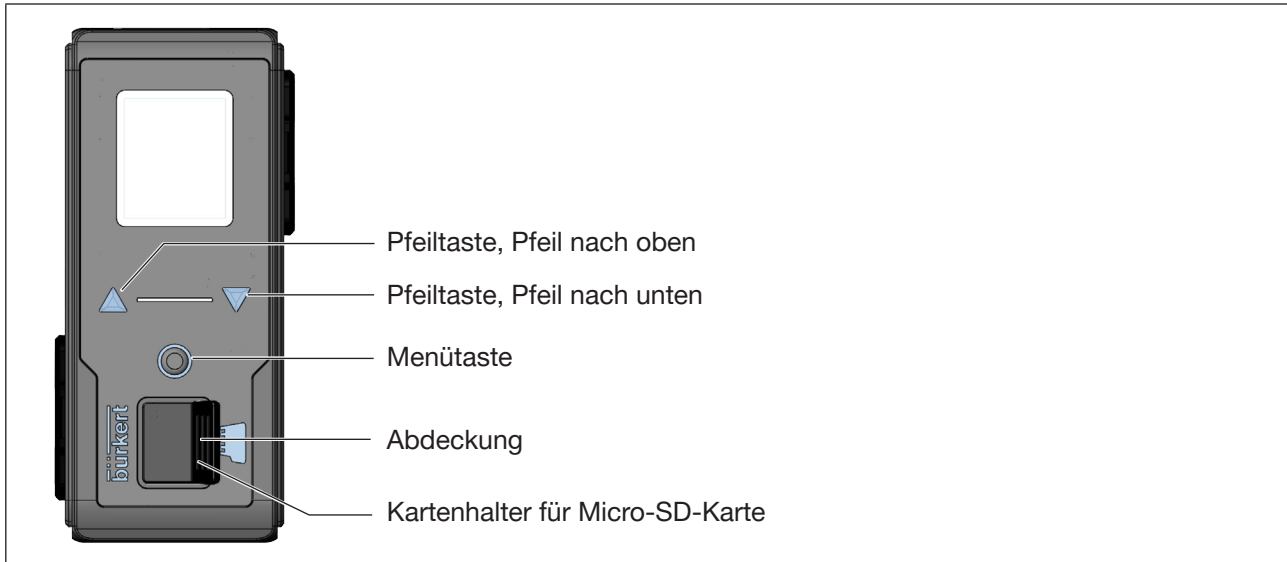 Pfeiltaste, Pfeil nach oben
Pfeiltaste, Pfeil nach unten
Menütaste
bürkert
Abdeckung
Kartenhalter für Micro-SD-Karte